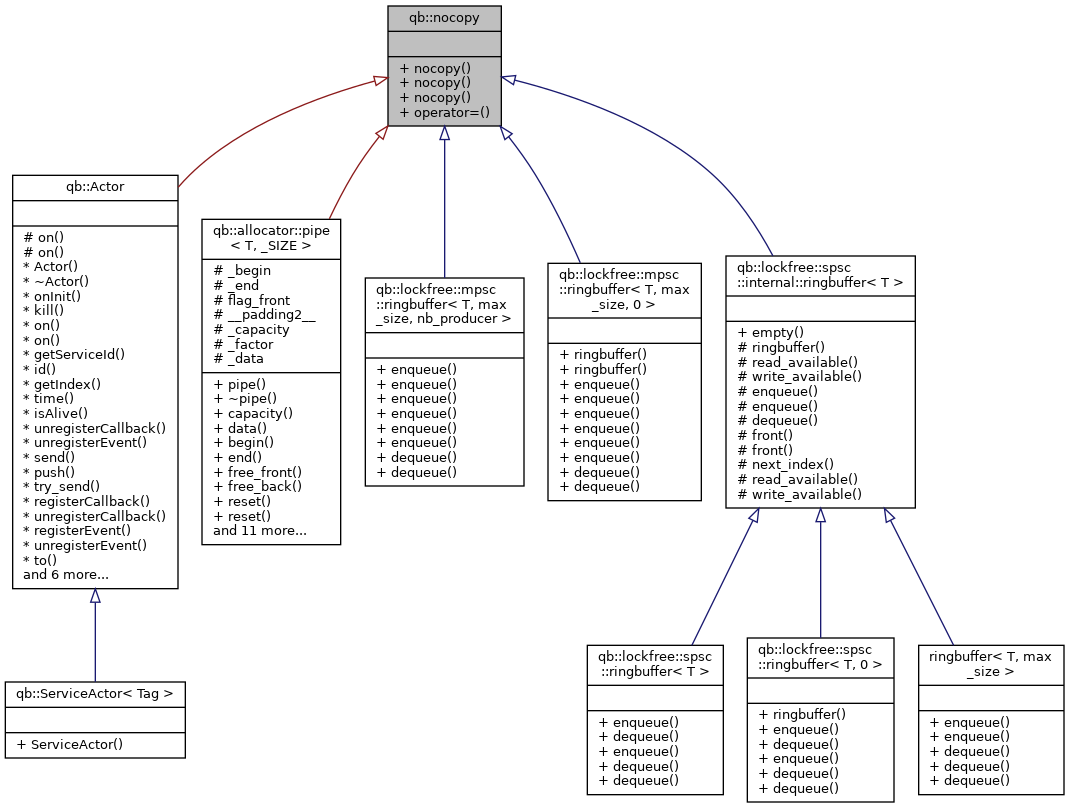 qb::nocopy
+ nocopy()
+ nocopy()
+ nocopy()
+ operator=()
qb::Actor
# on()
# on()
* Actor()
* ~Actor()
* onInit()
* kill()
* on()
* on()
* getServiceId()
* id()
* getIndex()
* time()
* isAlive()
* unregisterCallback()
* unregisterEvent()
* send()
* push()
* try_send()
* registerCallback()
* unregisterCallback()
* registerEvent()
* unregisterEvent()
* to()
and 6 more...
qb::allocator::pipe
< T, _SIZE >
# _begin
# _end
# flag_front
# __padding2__
# _capacity
# _factor
# _data
+ pipe()
+ ~pipe()
+ capacity()
+ data()
+ begin()
+ end()
+ free_front()
+ free_back()
+ reset()
+ reset()
and 11 more...
qb::lockfree::mpsc
::ringbuffer< T, max
_size, nb_producer >
+ enqueue()
+ enqueue()
+ enqueue()
+ enqueue()
+ enqueue()
+ enqueue()
+ dequeue()
+ dequeue()
qb::lockfree::mpsc
::ringbuffer< T, max
_size, 0 >
+ ringbuffer()
+ ringbuffer()
+ enqueue()
+ enqueue()
+ enqueue()
+ enqueue()
+ enqueue()
+ enqueue()
+ dequeue()
+ dequeue()
qb::lockfree::spsc
::internal::ringbuffer< T >
+ empty()
# ringbuffer()
# read_available()
# write_available()
# enqueue()
# enqueue()
# dequeue()
# front()
# front()
# next_index()
# read_available()
# write_available()
qb::ServiceActor< Tag >
+ ServiceActor()
qb::lockfree::spsc
::ringbuffer< T >
+ enqueue()
+ dequeue()
+ enqueue()
+ dequeue()
+ dequeue()
qb::lockfree::spsc
::ringbuffer< T, 0 >
+ ringbuffer()
+ enqueue()
+ dequeue()
+ enqueue()
+ dequeue()
+ dequeue()
ringbuffer< T, max
_size >
+ enqueue()
+ enqueue()
+ dequeue()
+ dequeue()
+ dequeue()